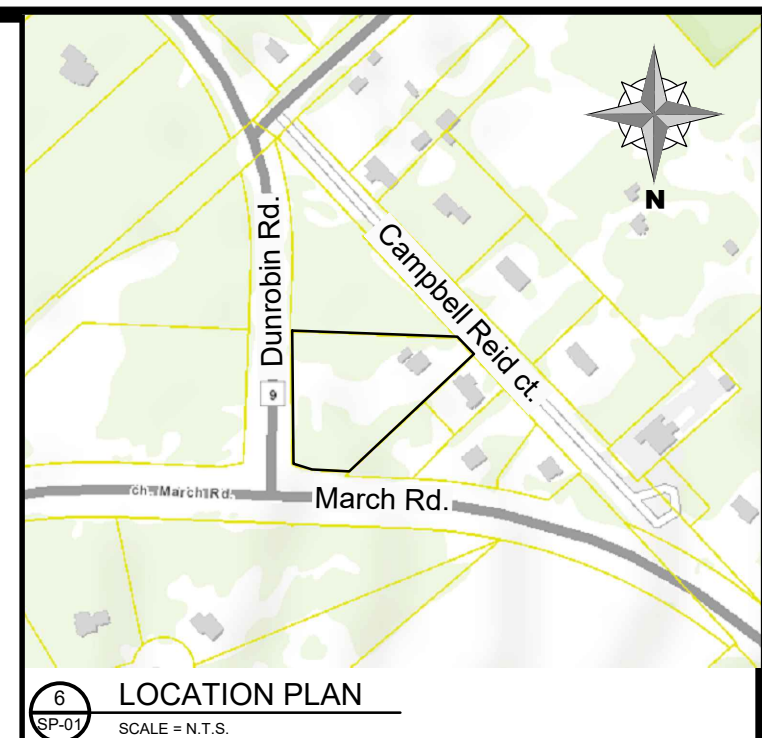 N
Dunrobin Rd.
Campbell Reid ct.
9
ch. March Rd.
March Rd.
6
SP-01
LOCATION PLAN
SCALE = N.T.S.